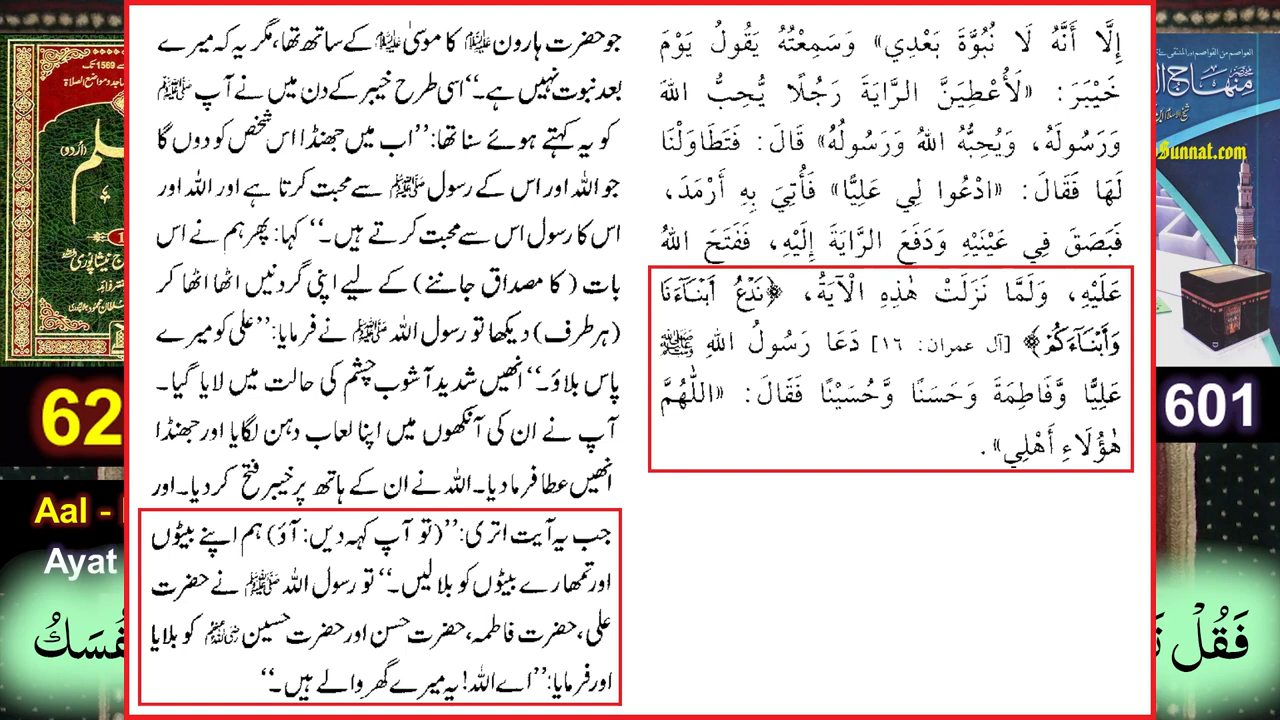 إِلَّا أَنَّهُ لَا نُبُوَّةَ بَعْدِي» وَسَمِعْتُهُ يَقُولُ يَوْمَ
خَيْبَرَ: «لَأُعْطِيَنَّ الرَّايَةَ رَجُلًا يُّحِبُّ اللهَ
وَرَسُولَهُ، وَيُحِبُّهُ اللهُ وَرَسُولُهُ» قَالَ: فَتَطَاوَلْنَا
لَهَا فَقَالَ: «ادْعُوا لِي عَلِيًّا» فَأُتِيَ بِهِ أَرْمَدَ،
فَبَصَقَ فِي عَيْنَيْهِ وَدَفَعَ الرَّايَةَ إِلَيْهِ، فَفَتَحَ اللهُ
عَلَيْهِ، وَلَمَّا نَزَلَتْ هٰذِهِ الْآيَةُ، ﴿نَدْعُ أَبْنَآءَنَا
وَأَبْنَآءَكُمْ﴾ [آل عمران: ١٦] دَعَا رَسُولُ اللهِ ﷺ
عَلِيًّا وَّفَاطِمَةَ وَحَسَنًا وَّحُسَيْنًا فَقَالَ: «اللّٰهُمَّ
هٰؤُلَاءِ أَهْلِي».
جو حضرت ہارون علیہ السلام کا موسیٰ علیہ السلام کے ساتھ تھا، مگر یہ کہ میرے
بعد نبوت نہیں ہے۔‘‘ اسی طرح خیبر کے دن میں نے آپ ﷺ
کو یہ کہتے ہوئے سنا تھا: ’’اب میں جھنڈا اس شخص کو دوں گا
جو اللہ اور اس کے رسول ﷺ سے محبت کرتا ہے اور اللہ اور
اس کا رسول اس سے محبت کرتے ہیں۔‘‘ کہا: پھر ہم نے اس
بات (کا مصداق جاننے) کے لیے اپنی گردنیں اٹھا اٹھا کر
(ہر طرف) دیکھا تو رسول اللہ ﷺ نے فرمایا: ’’علی کو میرے
پاس بلاؤ۔‘‘ انھیں شدید آشوب چشم کی حالت میں لایا گیا۔
آپ نے ان کی آنکھوں میں اپنا لعاب دہن لگایا اور جھنڈا
انھیں عطا فرما دیا۔ اللہ نے ان کے ہاتھ پر خیبر فتح کر دیا۔ اور
جب یہ آیت اتری: ’’(تو آپ کہہ دیں: آؤ) ہم اپنے بیٹوں
اور تمھارے بیٹوں کو بلالیں۔‘‘ تو رسول اللہ ﷺ نے حضرت
علی، حضرت فاطمہ، حضرت حسن اور حضرت حسین رضی اللہ عنہم کو بلایا
اور فرمایا: ’’اے اللہ! یہ میرے گھر والے ہیں۔‘‘
62
601
Aal -
Ayat
Sunnat.com
فَقُلْ